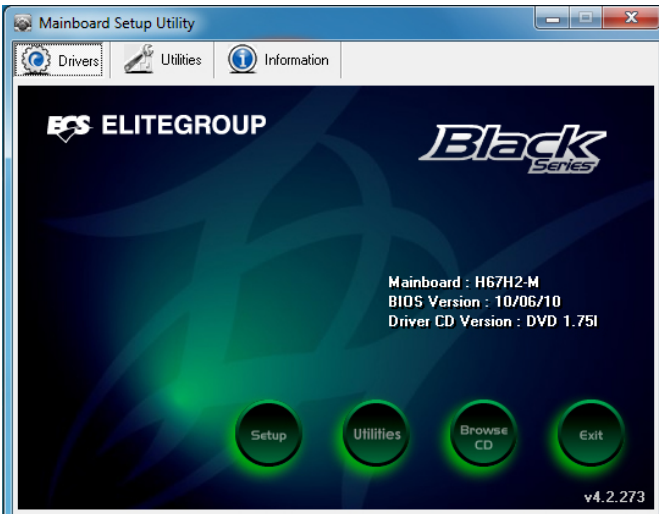 Mainboard Setup Utility
Drivers Utilities Information
ECS ELITEGROUP
Black
Series
Mainboard : H67H2-M
BIOS Version : 10/06/10
Driver CD Version : DVD 1.75I
Setup Utilities Browse CD Exit
v4.2.273